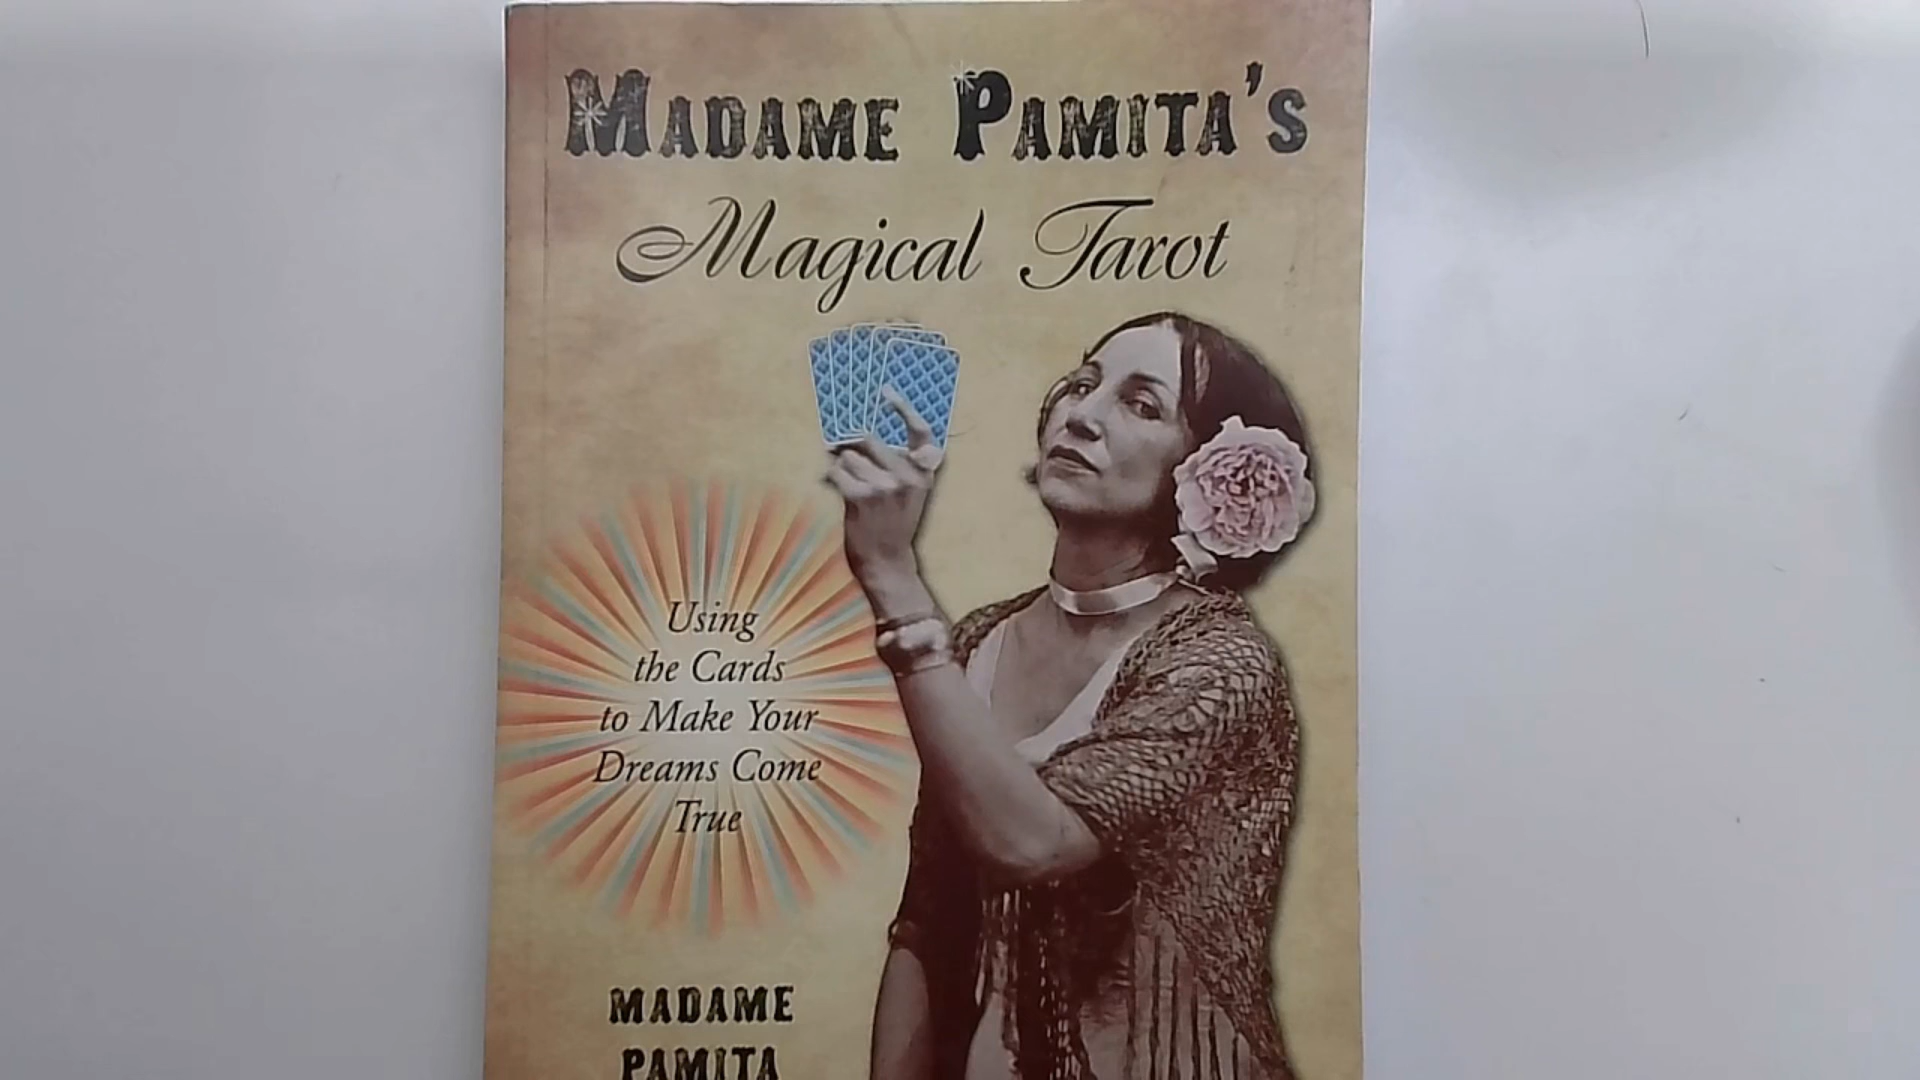 MADAME PAMITA'S
Magical Tarot
Using
the Cards
to Make Your
Dreams Come
True
MADAME
PAMITA